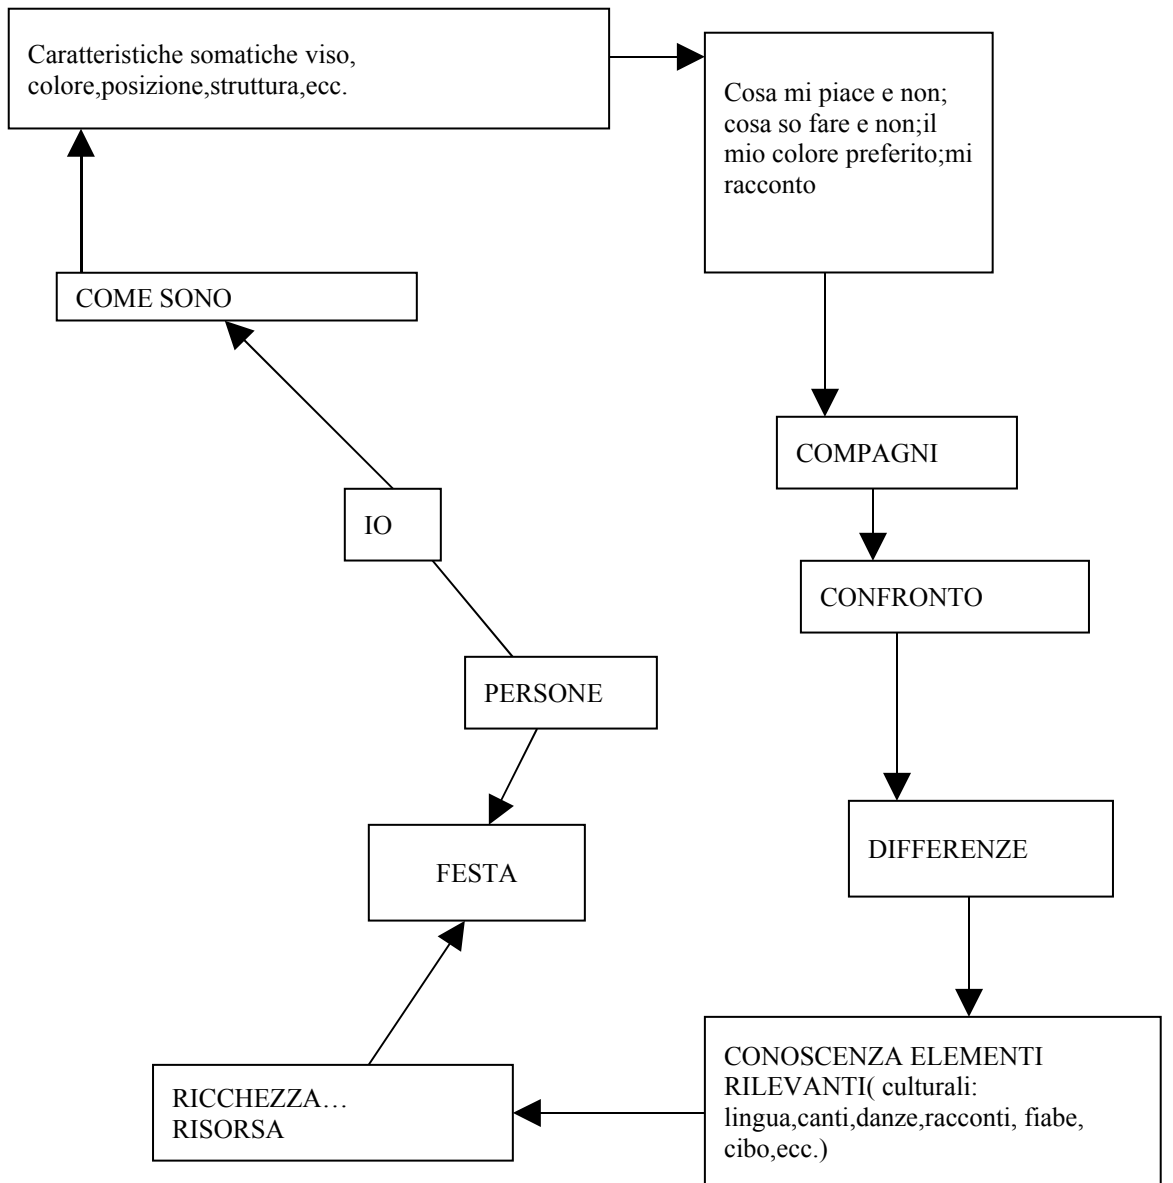 Caratteristiche somatiche viso,
colore,posizione,struttura,ecc.
Cosa mi piace e non;
cosa so fare e non;il
mio colore preferito;mi
racconto
COME SONO
COMPAGNI
IO
CONFRONTO
PERSONE
DIFFERENZE
FESTA
CONOSCENZA ELEMENTI
RILEVANTI( culturali:
lingua,canti,danze,racconti, fiabe,
cibo,ecc.)
RICCHEZZA…
RISORSA